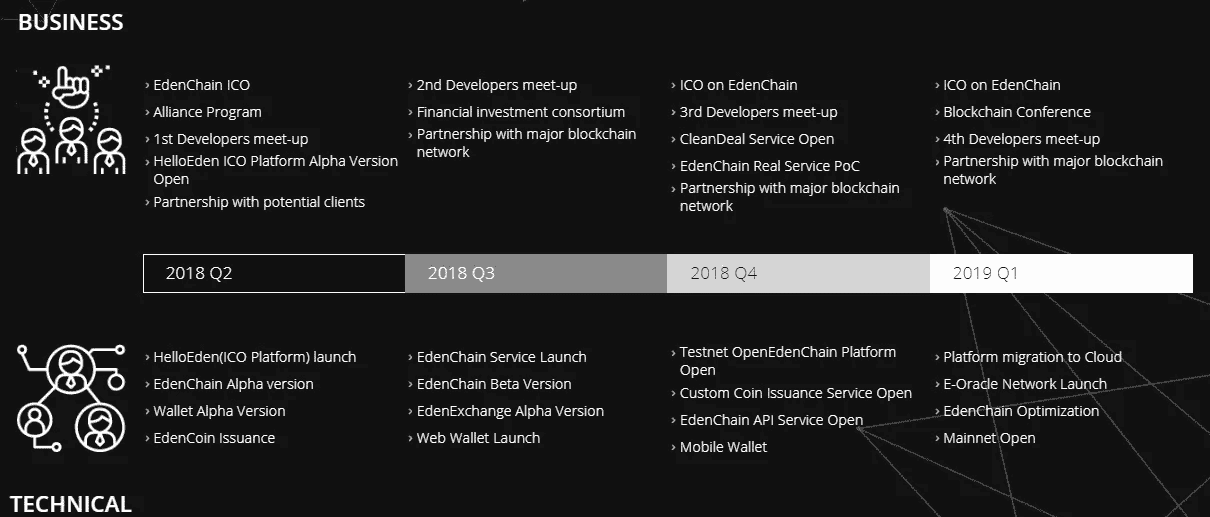 BUSINESS
› EdenChain ICO
› Alliance Program
› 1st Developers meet-up
› HelloEden ICO Platform Alpha Version
Open
› Partnership with potential clients
› 2nd Developers meet-up
› Financial investment consortium
› Partnership with major blockchain
network
› ICO on EdenChain
› 3rd Developers meet-up
› CleanDeal Service Open
› EdenChain Real Service PoC
› Partnership with major blockchain
network
› ICO on EdenChain
› Blockchain Conference
› 4th Developers meet-up
› Partnership with major blockchain
network
2018 Q2
2018 Q3
2018 Q4
2019 Q1
› HelloEden(ICO Platform) launch
› EdenChain Alpha version
› Wallet Alpha Version
› EdenCoin Issuance
› EdenChain Service Launch
› EdenChain Beta Version
› EdenExchange Alpha Version
› Web Wallet Launch
› Testnet OpenEdenChain Platform
Open
› Custom Coin Issuance Service Open
› EdenChain API Service Open
› Mobile Wallet
› Platform migration to Cloud
› E-Oracle Network Launch
› EdenChain Optimization
› Mainnet Open
TECHNICAL